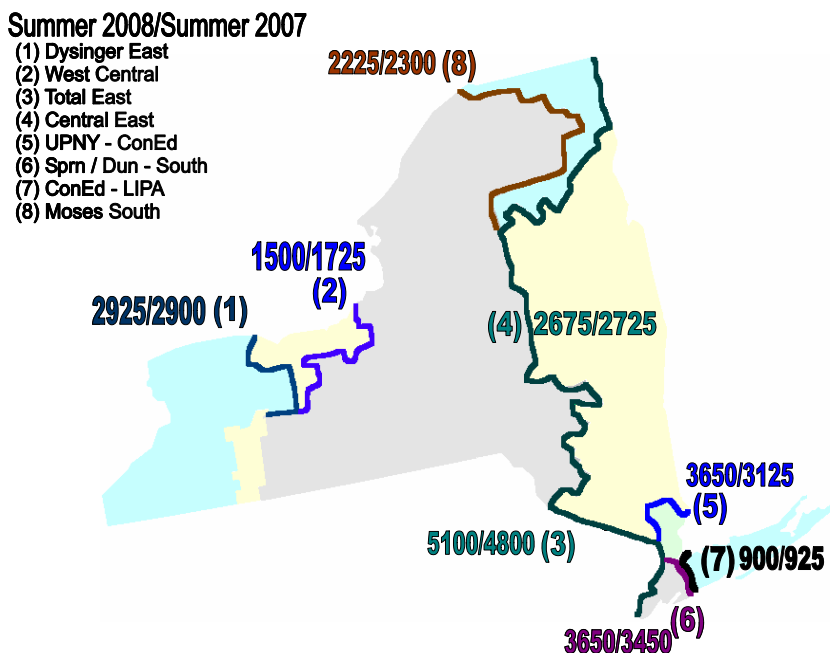 Summer 2008/Summer 2007
(1) Dysinger East
(2) West Central
(3) Total East
(4) Central East
(5) UPNY - ConEd
(6) Sprn / Dun - South
(7) ConEd - LIPA
(8) Moses South
2225/2300 (8)
1500/1725
(2)
2925/2900 (1)
(4) 2675/2725
3650/3125
(5)
5100/4800 (3)
(7) 900/925
(6)
3650/3450